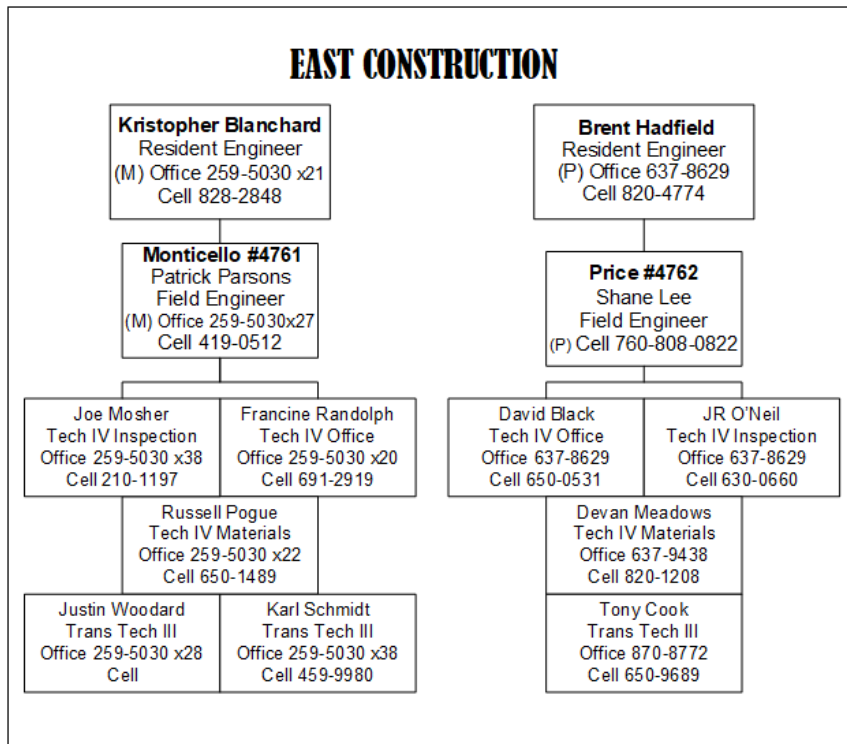 EAST CONSTRUCTION
Kristopher Blanchard
Resident Engineer
(M) Office 259-5030 x21
Cell 828-2848
Monticello #4761
Patrick Parsons
Field Engineer
(M) Office 259-5030x27
Cell 419-0512
Joe Mosher
Tech IV Inspection
Office 259-5030 x38
Cell 210-1197
Francine Randolph
Tech IV Office
Office 259-5030 x20
Cell 691-2919
Russell Pogue
Tech IV Materials
Office 259-5030 x22
Cell 650-1489
Justin Woodard
Trans Tech III
Office 259-5030 x28
Cell
Karl Schmidt
Trans Tech III
Office 259-5030 x38
Cell 459-9980
Brent Hadfield
Resident Engineer
(P) Office 637-8629
Cell 820-4774
Price #4762
Shane Lee
Field Engineer
(P) Cell 760-808-0822
David Black
Tech IV Office
Office 637-8629
Cell 650-0531
JR O’Neil
Tech IV Inspection
Office 637-8629
Cell 630-0660
Devan Meadows
Tech IV Materials
Office 637-9438
Cell 820-1208
Tony Cook
Trans Tech III
Office 870-8772
Cell 650-9689